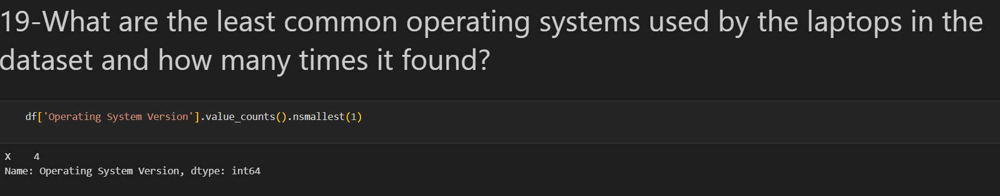 19-What are the least common operating systems used by the laptops in the
dataset and how many times it found?
df['Operating System Version'].value_counts().nsmallest(1)
X    4
Name: Operating System Version, dtype: int64